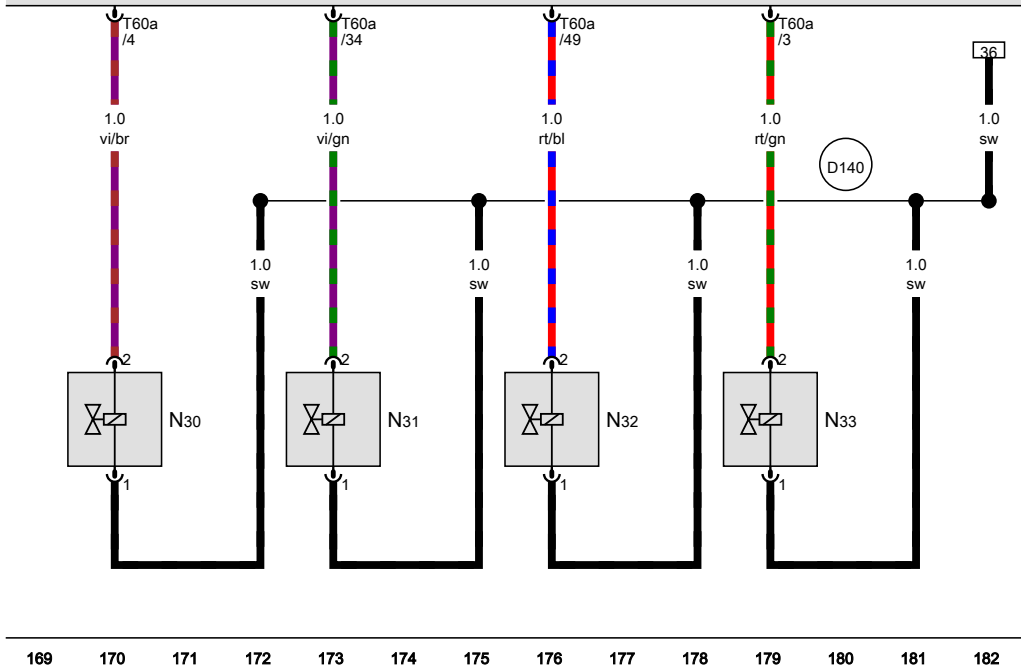 T60a
/4
T60a
/34
T60a
/49
T60a
/3
36
1.0
vi/br
1.0
vi/gn
1.0
rt/bl
1.0
rt/gn
D140
1.0
sw
1.0
sw
1.0
sw
1.0
sw
1.0
sw
2
2
2
2
N30
N31
N32
N33
1
1
1
1
169 170 171 172 173 174 175 176 177 178 179 180 181 182